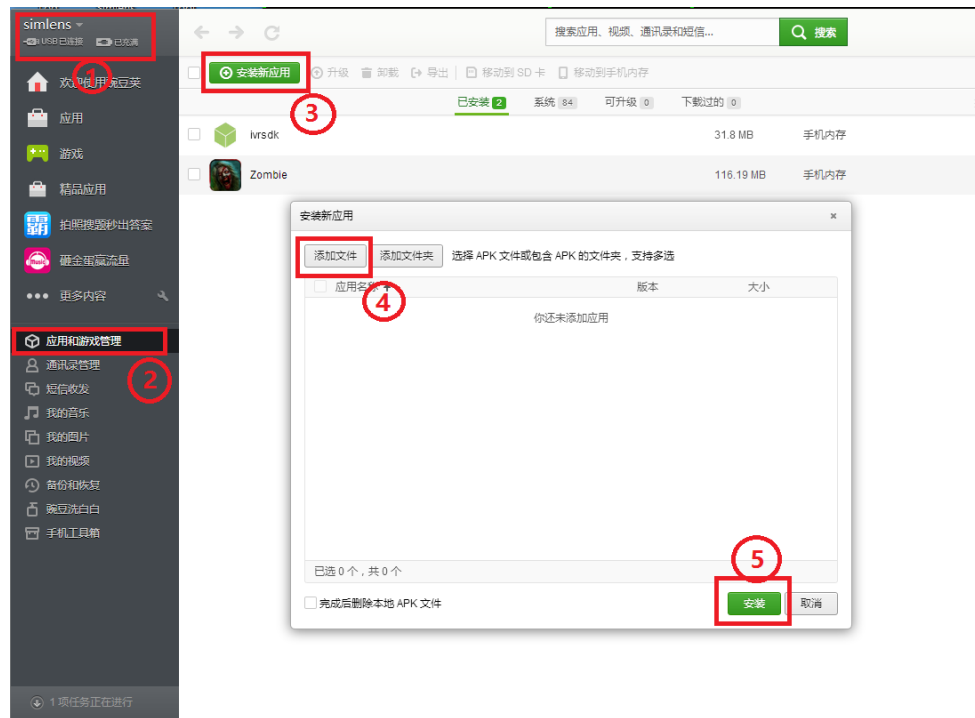 simlens
USB已连接 已充满
①
欢迎使用豌豆荚
应用
游戏
精品应用
拍照搜题秒出答案
砸金蛋赢流量
更多内容
应用和游戏管理
②
通讯录管理
短信收发
我的音乐
我的图片
我的视频
备份和恢复
豌豆洗白白
手机工具箱
1 项任务正在进行
搜索应用、视频、通讯录和短信... 搜索
安装新应用 升级 卸载 导出 移动到 SD 卡 移动到手机内存
③
已安装 2 系统 84 可升级 0 下载过的 0
ivrsdk 31.8 MB 手机内存
Zombie 116.19 MB 手机内存
安装新应用 ×
添加文件 添加文件夹 选择 APK 文件或包含 APK 的文件夹，支持多选
④
应用名称 版本 大小
你还未添加应用
已选 0 个，共 0 个
⑤
完成后删除本地 APK 文件 安装 取消